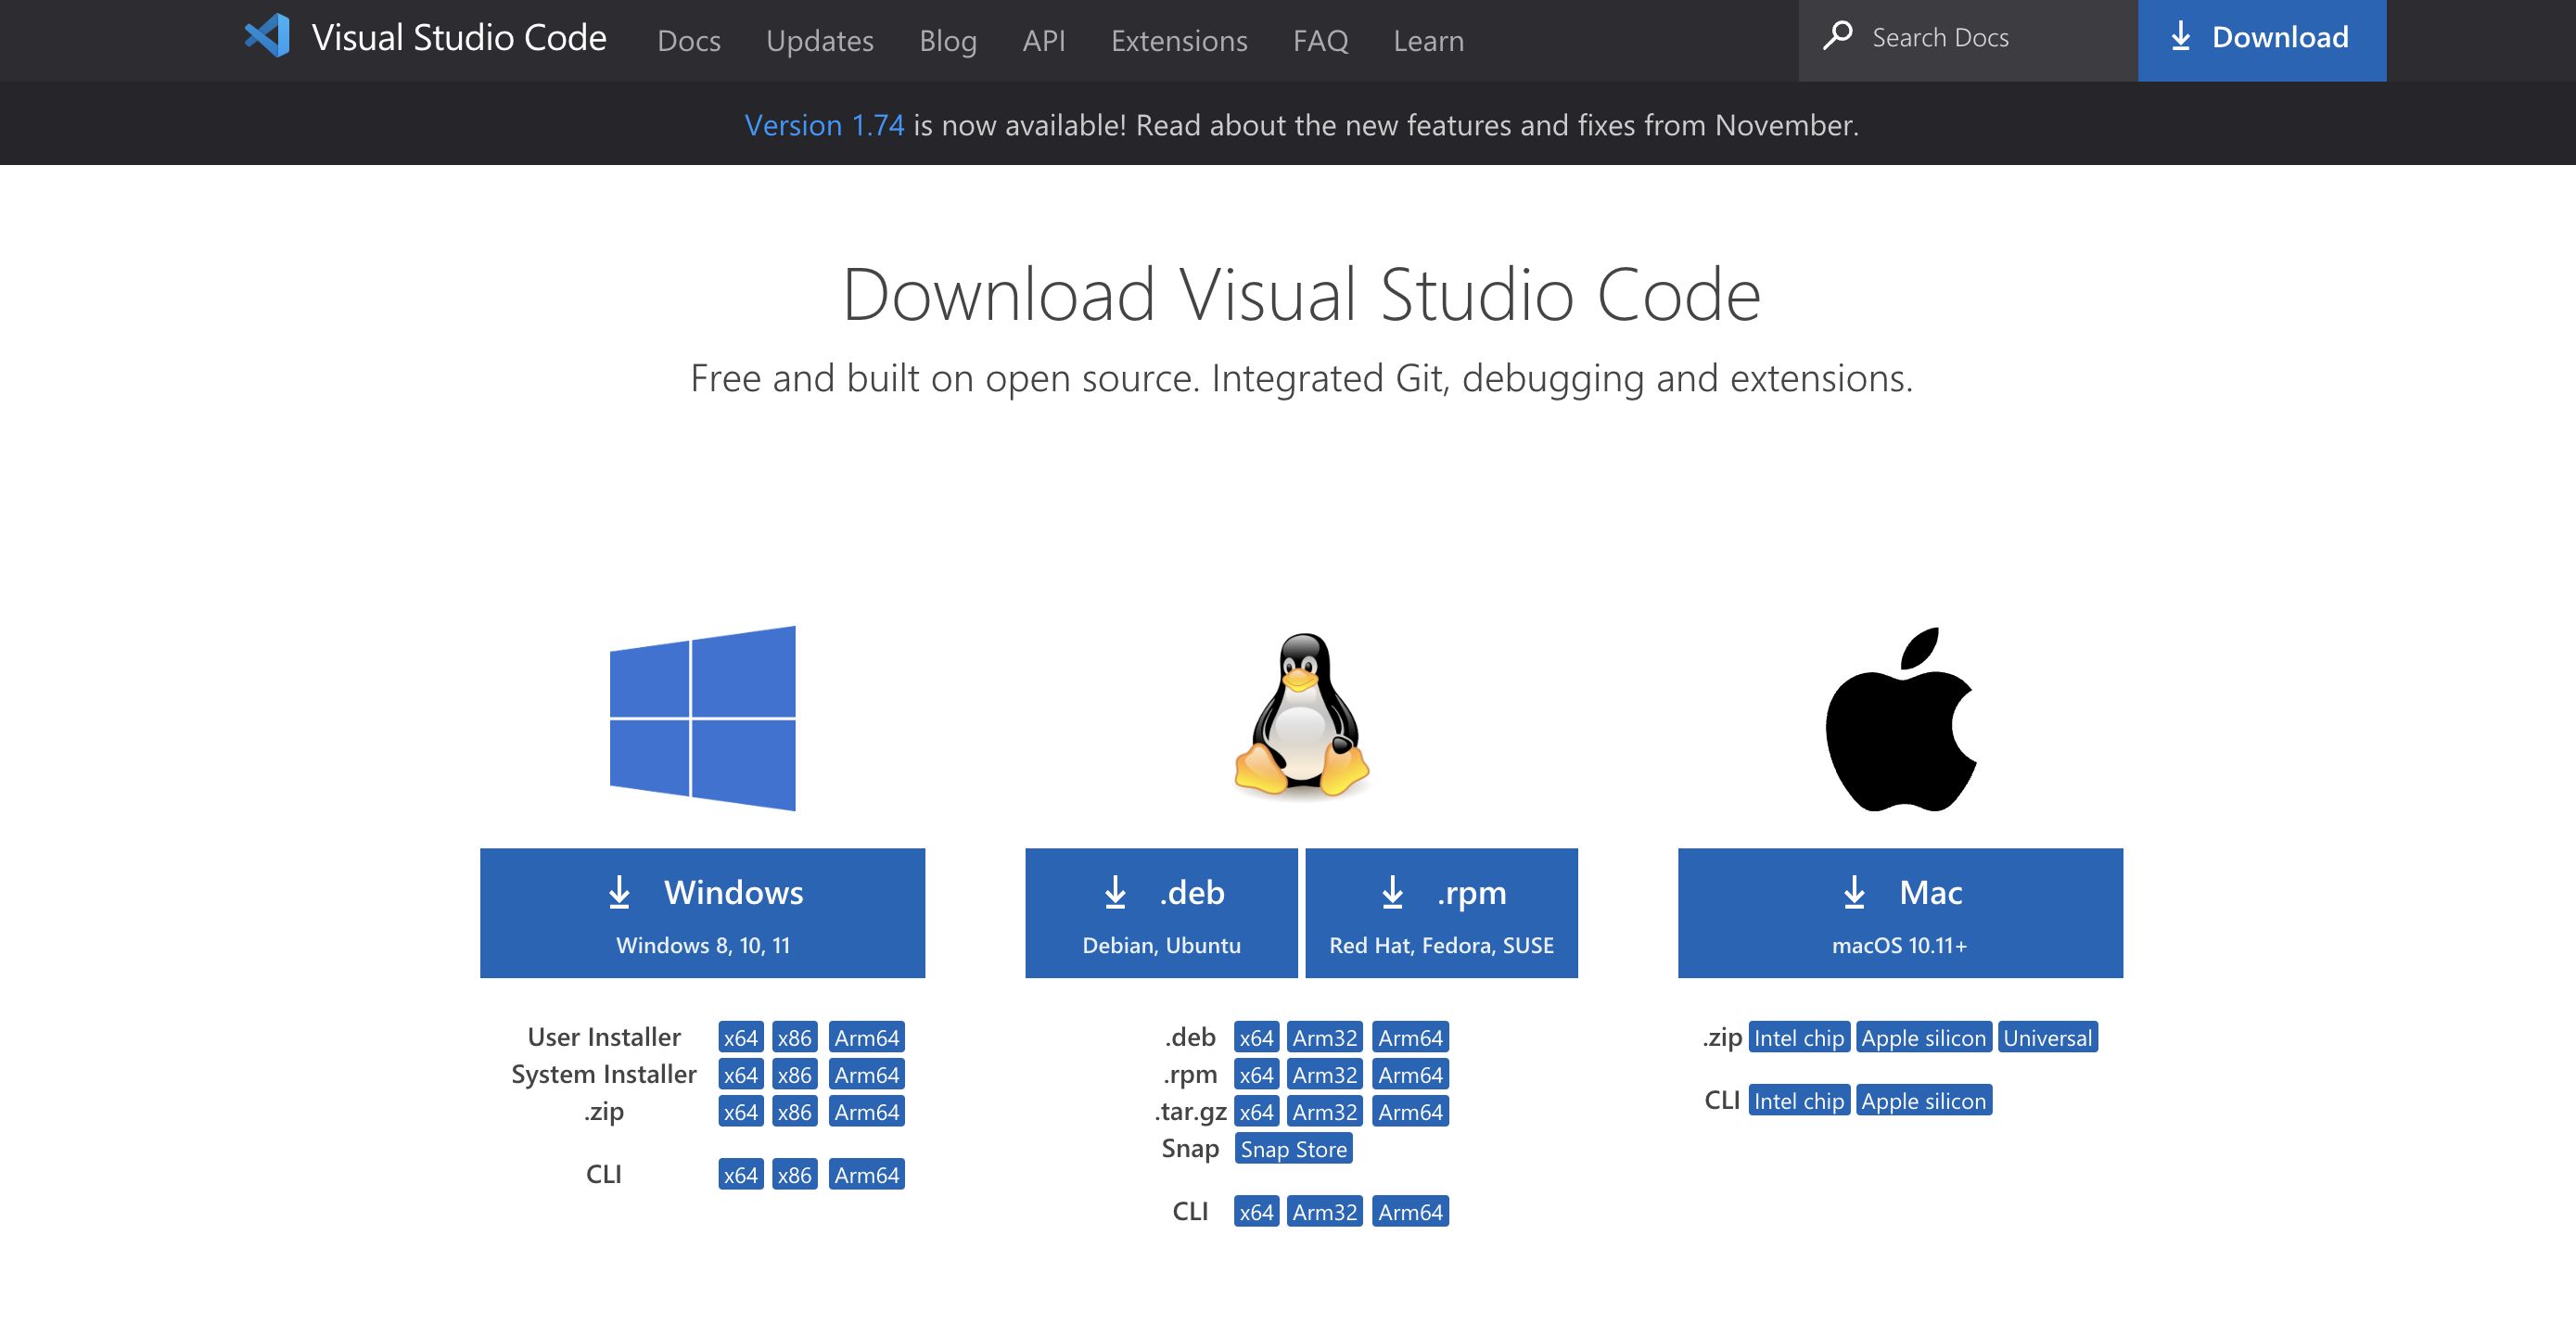 Visual Studio Code Docs Updates Blog API Extensions FAQ Learn Search Docs Download
Version 1.74 is now available! Read about the new features and fixes from November.
Download Visual Studio Code
Free and built on open source. Integrated Git, debugging and extensions.
Windows
Windows 8, 10, 11
User Installer x64 x86 Arm64
System Installer x64 x86 Arm64
.zip x64 x86 Arm64
CLI x64 x86 Arm64
.deb
Debian, Ubuntu
.rpm
Red Hat, Fedora, SUSE
.deb x64 Arm32 Arm64
.rpm x64 Arm32 Arm64
.tar.gz x64 Arm32 Arm64
Snap Snap Store
CLI x64 Arm32 Arm64
Mac
macOS 10.11+
.zip Intel chip Apple silicon Universal
CLI Intel chip Apple silicon